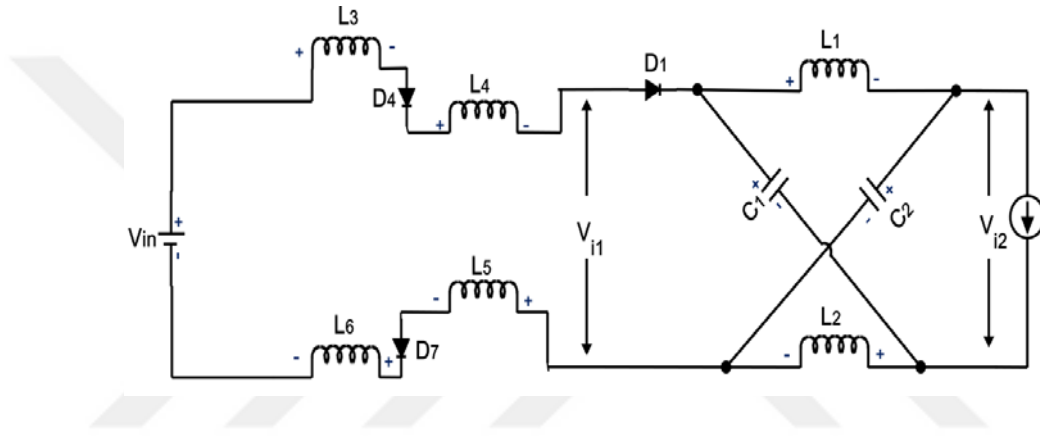 L3
+ -
D4
L4
+ -
D1
L1
+ -
Vin
+
-
Vi1
C1
+
-
C2
+
-
Vi2
L5
- +
L6
- +
D7
L2
- +